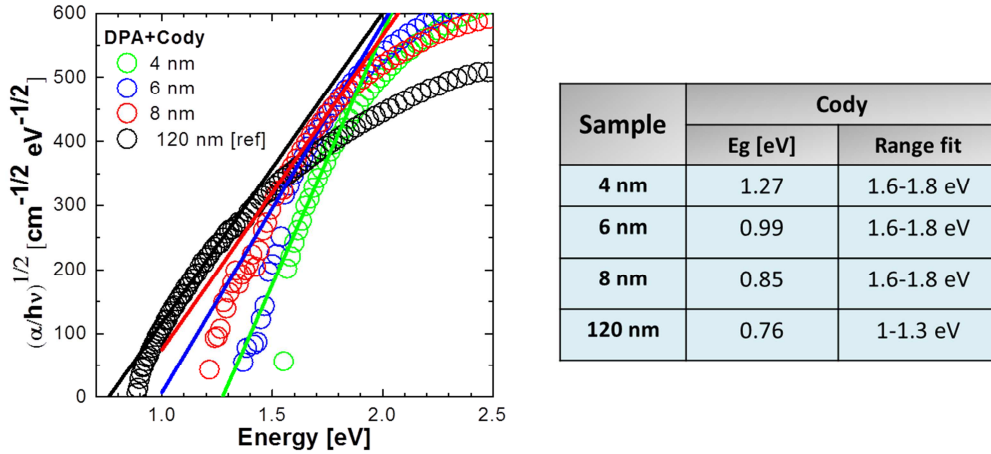 DPA+Cody
4 nm
6 nm
8 nm
120 nm [ref]
600
500
400
300
200
100
0
(α/hν)^1/2 [cm^-1/2 eV^-1/2]
1.0 1.5 2.0 2.5
Energy [eV]
Sample Cody
Eg [eV] Range fit
4 nm 1.27 1.6-1.8 eV
6 nm 0.99 1.6-1.8 eV
8 nm 0.85 1.6-1.8 eV
120 nm 0.76 1-1.3 eV